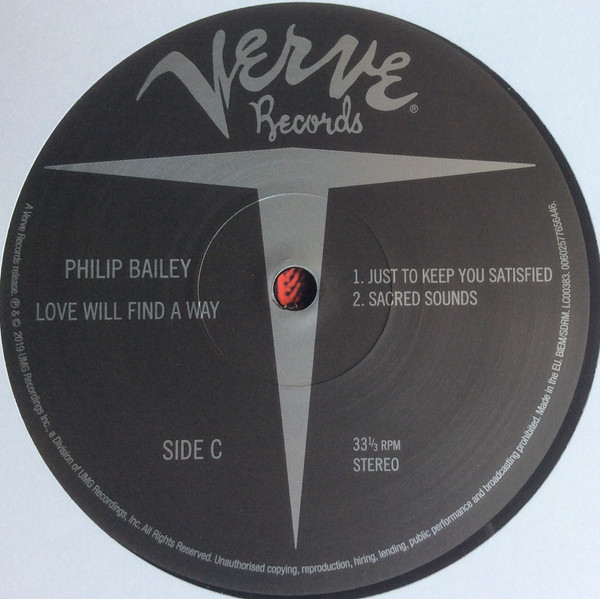 VERVE
Records®
PHILIP BAILEY
LOVE WILL FIND A WAY
1. JUST TO KEEP YOU SATISFIED
2. SACRED SOUNDS
SIDE C
33⅓ RPM
STEREO
A Verve Records release. ℗ & © 2019 UMG Recordings Inc., a Division of UMG Recordings, Inc. All Rights Reserved. Unauthorised copying, reproduction, hiring, lending, public performance and broadcasting prohibited. Made in the EU. BIEM/SDRM. LC00383. 00602577656446.